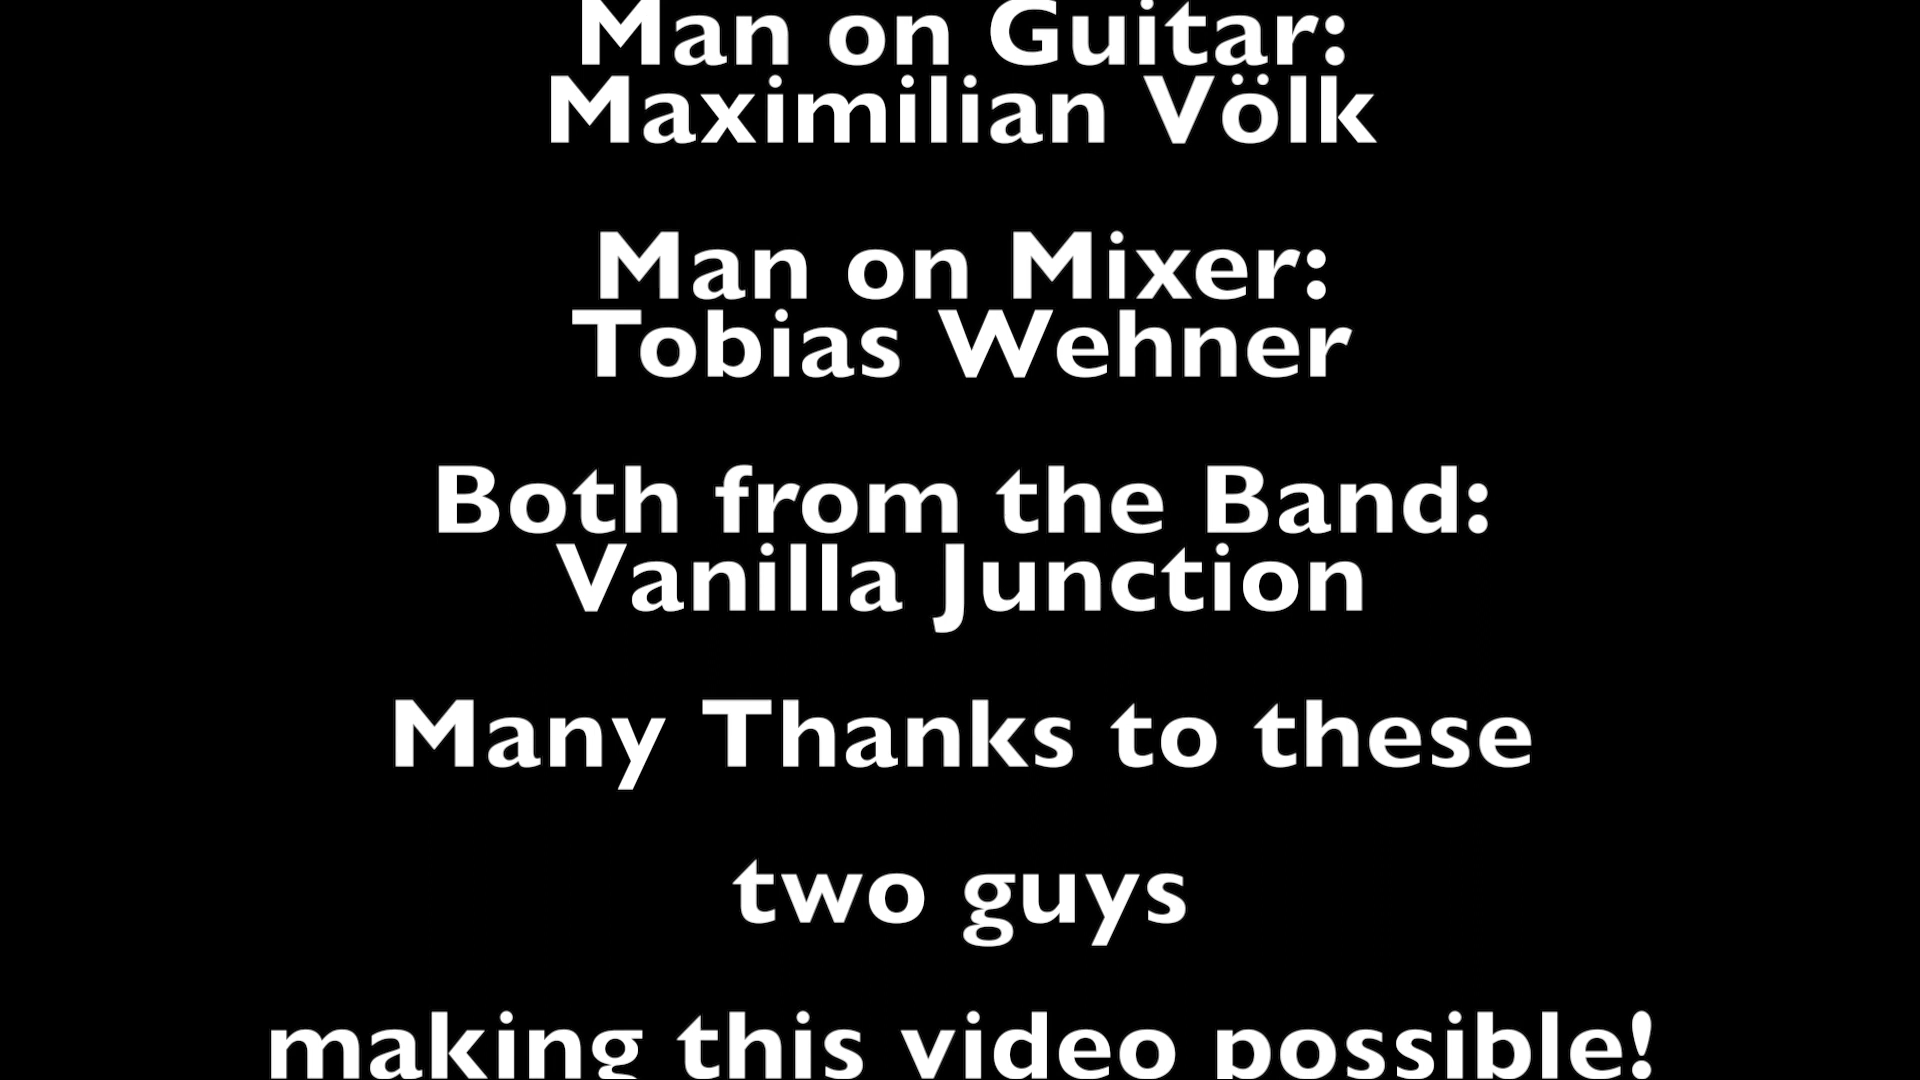 Man on Guitar:
Maximilian Völk
Man on Mixer:
Tobias Wehner
Both from the Band:
Vanilla Junction
Many Thanks to these
two guys
making this video possible!